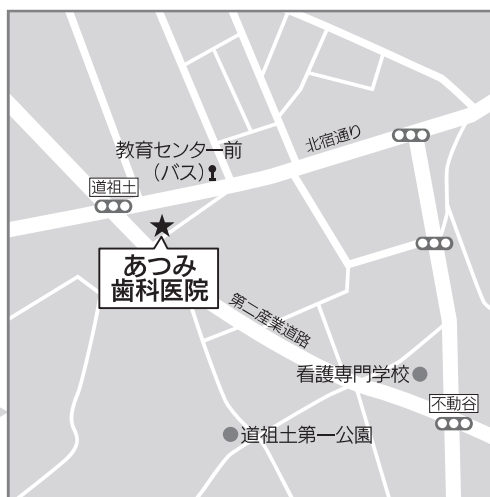 教育センター前
（バス）
道祖土
北宿通り
あつみ
歯科医院
第二産業道路
看護専門学校
不動谷
道祖土第一公園